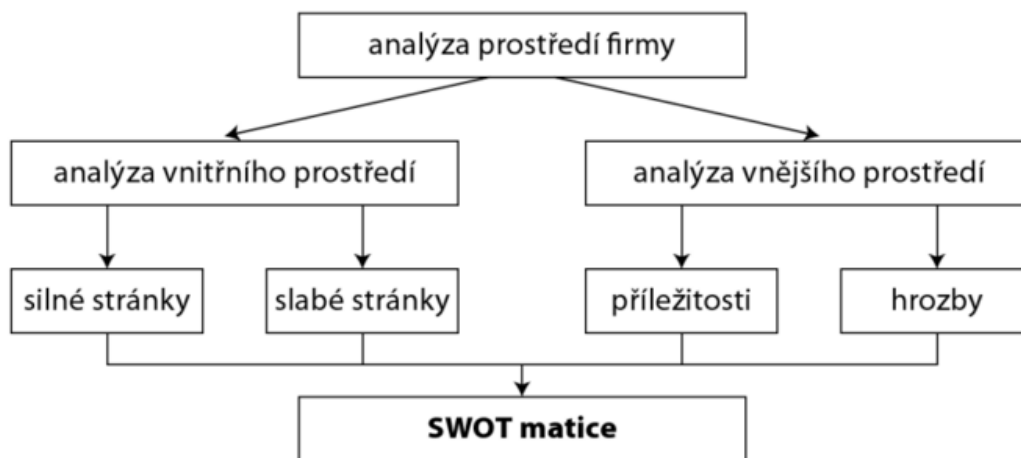 analýza prostředí firmy
analýza vnitřního prostředí
analýza vnějšího prostředí
silné stránky
slabé stránky
příležitosti
hrozby
SWOT matice